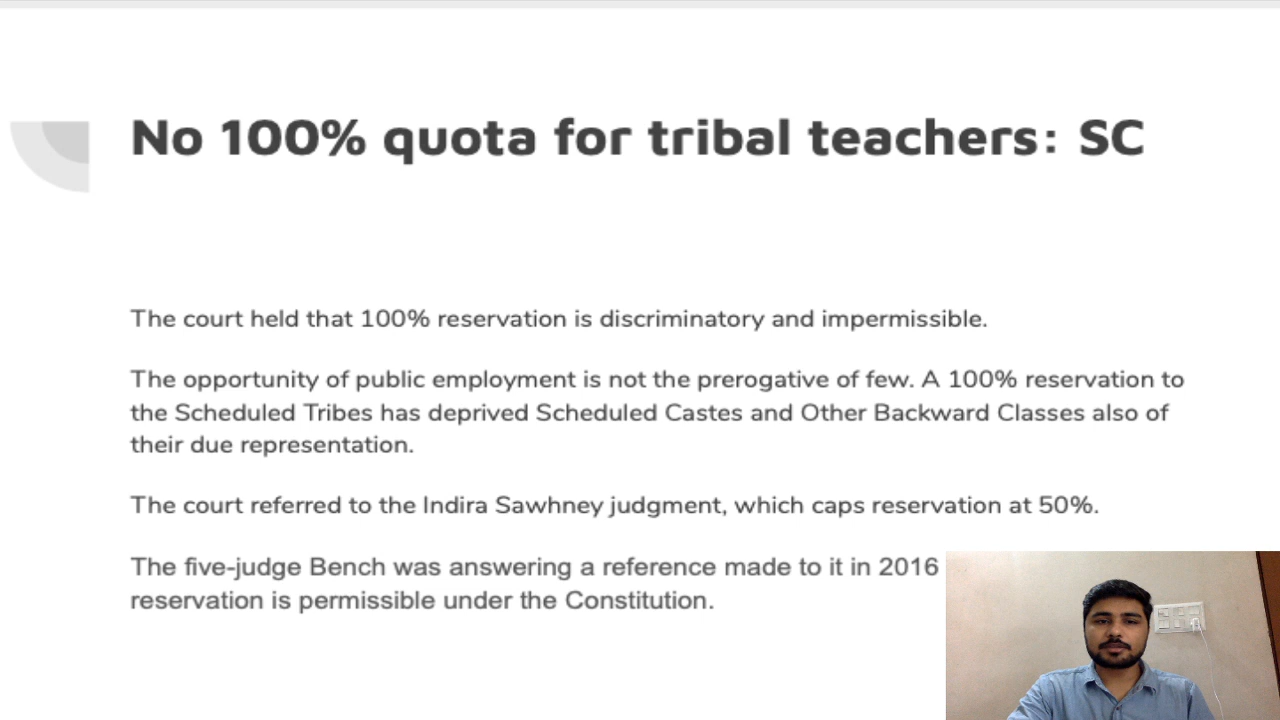 No 100% quota for tribal teachers: SC
The court held that 100% reservation is discriminatory and impermissible.
The opportunity of public employment is not the prerogative of few. A 100% reservation to
the Scheduled Tribes has deprived Scheduled Castes and Other Backward Classes also of
their due representation.
The court referred to the Indira Sawhney judgment, which caps reservation at 50%.
The five-judge Bench was answering a reference made to it in 2016
reservation is permissible under the Constitution.